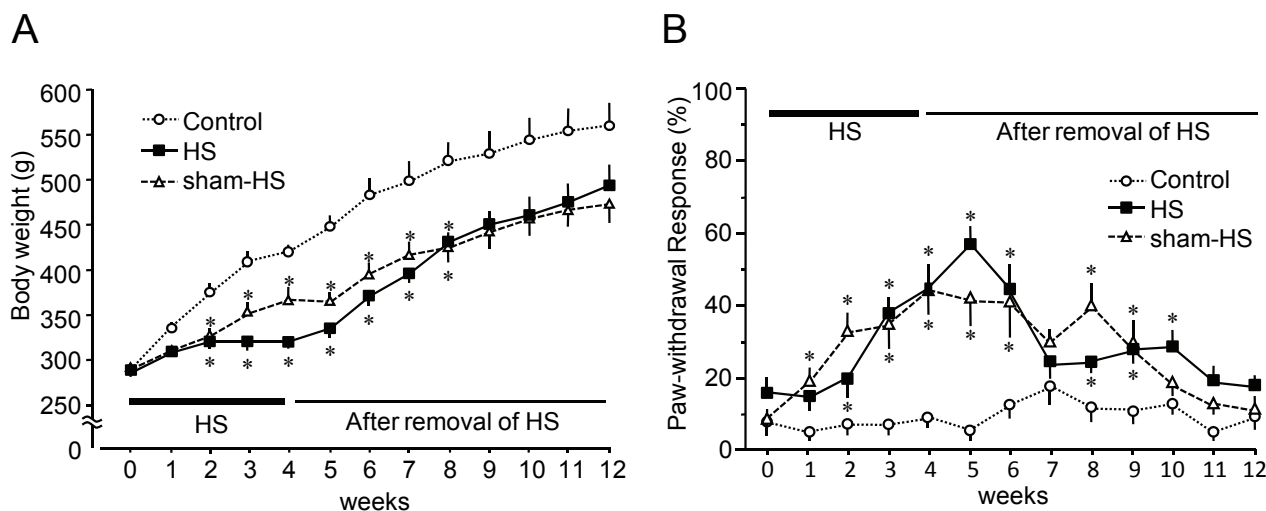 A
Body weight (g)
600
550
500
450
400
350
300
250
0
Control
HS
sham-HS
* * * * * * *
* * * * * * *
HS
After removal of HS
0 1 2 3 4 5 6 7 8 9 10 11 12
weeks
B
Paw-withdrawal Response (%)
100
80
60
40
20
0
HS
After removal of HS
Control
HS
sham-HS
* * * * * * * * *
* * * * * * *
0 1 2 3 4 5 6 7 8 9 10 11 12
weeks